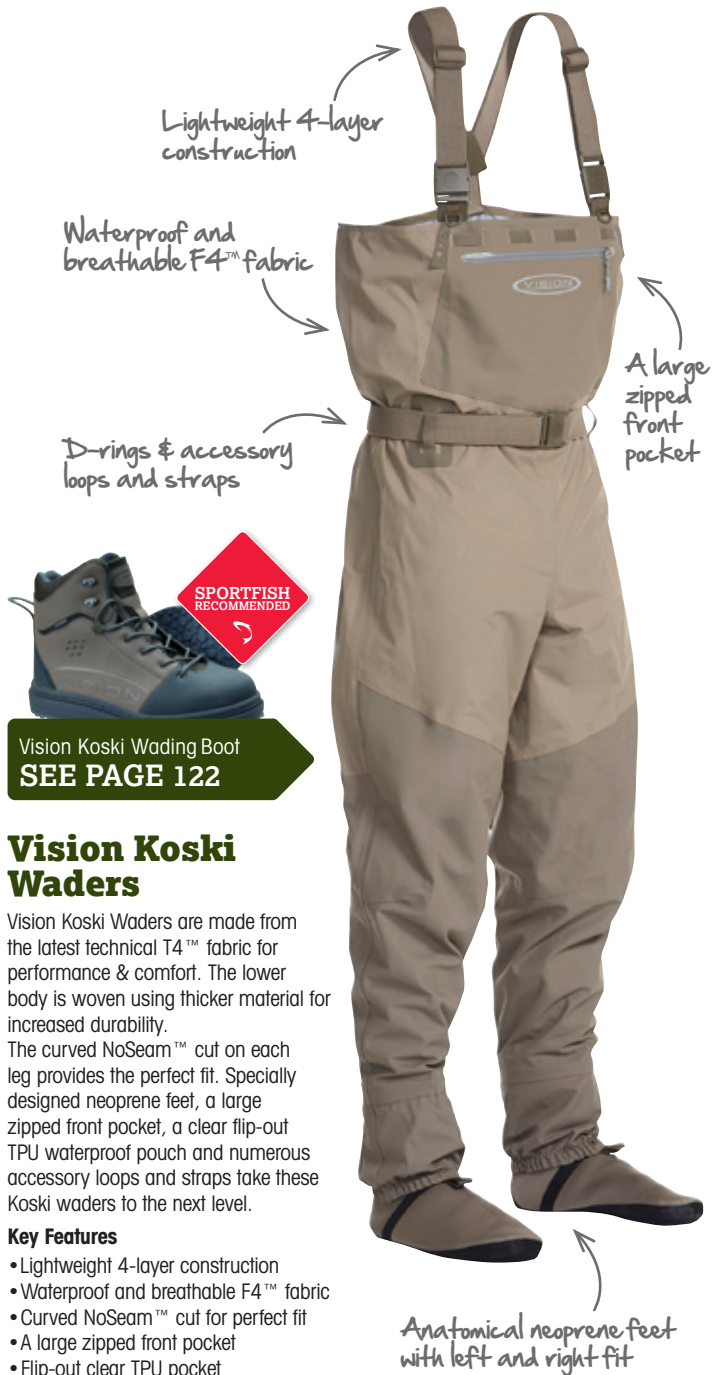 Lightweight 4-layer
construction
Waterproof and
breathable F4™ fabric
VISION
A large
zipped
front
pocket
D-rings & accessory
loops and straps
SPORTFISH
RECOMMENDED
VISION
Vision Koski Wading Boot
SEE PAGE 122
Vision Koski
Waders
Vision Koski Waders are made from
the latest technical T4™ fabric for
performance & comfort. The lower
body is woven using thicker material for
increased durability.
The curved NoSeam™ cut on each
leg provides the perfect fit. Specially
designed neoprene feet, a large
zipped front pocket, a clear flip-out
TPU waterproof pouch and numerous
accessory loops and straps take these
Koski waders to the next level.
Key Features
•Lightweight 4-layer construction
•Waterproof and breathable F4™ fabric
•Curved NoSeam™ cut for perfect fit
•A large zipped front pocket
•Flip-out clear TPU pocket
Anatomical neoprene feet
with left and right fit